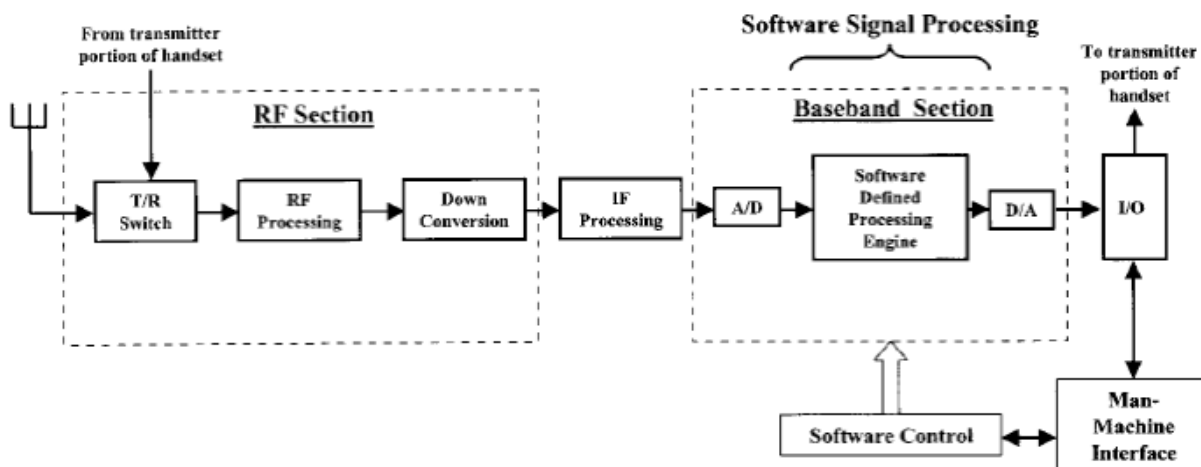 Software Signal Processing
From transmitter
portion of handset
To transmitter
portion of
handset
RF Section
Baseband Section
T/R
Switch
RF
Processing
Down
Conversion
IF
Processing
A/D
Software
Defined
Processing
Engine
D/A
I/O
Software Control
Man-
Machine
Interface